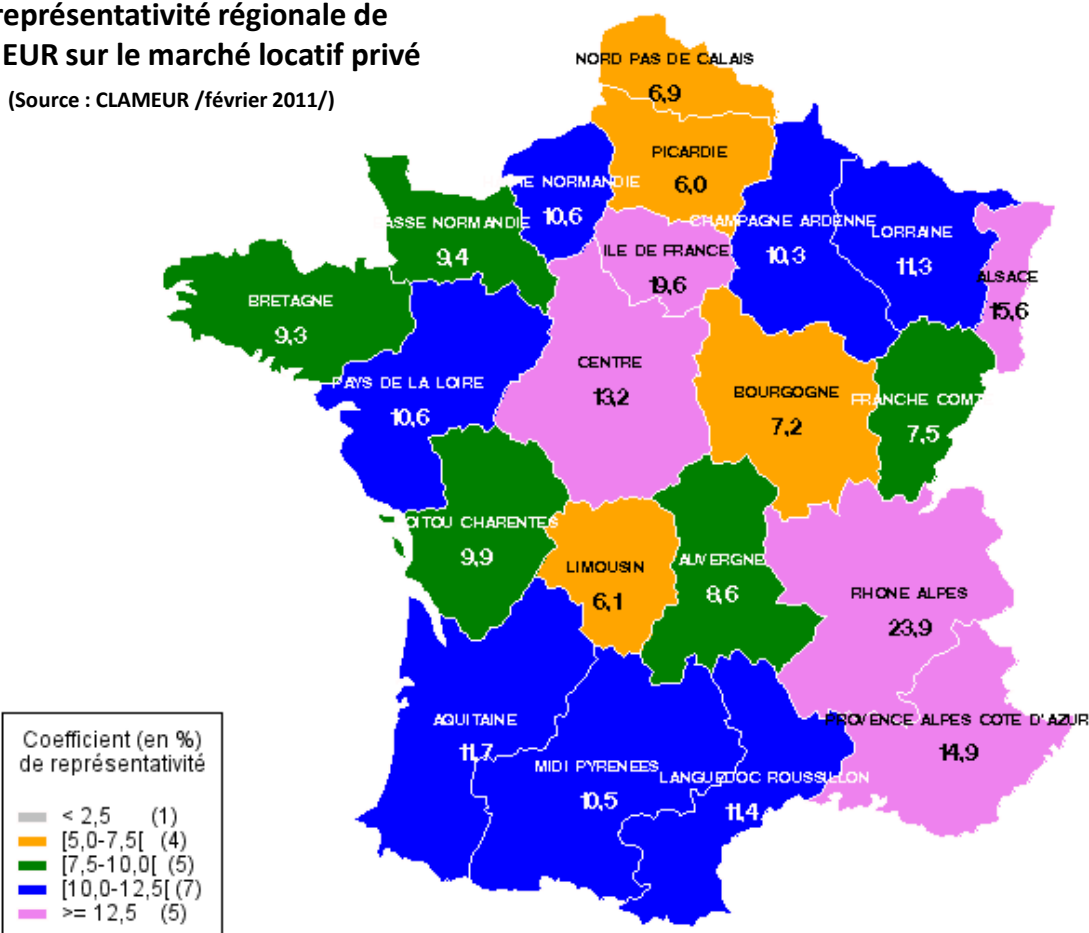 représentativité régionale de
EUR sur le marché locatif privé
(Source : CLAMEUR /février 2011/)
NORD PAS DE CALAIS
6,9
PICARDIE
6,0
NORMANDIE
10,6
BASSE NORMANDIE
9,4
CHAMPAGNE ARDENNE
10,3
LORRAINE
11,3
ILE DE FRANCE
19,6
ALSACE
15,6
BRETAGNE
9,3
CENTRE
13,2
PAYS DE LA LOIRE
10,6
BOURGOGNE
7,2
FRANCHE COMT
7,5
POITOU CHARENTES
9,9
LIMOUSIN
6,1
AUVERGNE
8,6
RHONE ALPES
23,9
AQUITAINE
11,7
MIDI PYRENEES
10,5
LANGUEDOC ROUSSILLON
11,4
PROVENCE ALPES COTE D'AZUR
14,9
Coefficient (en %)
de représentativité
< 2,5 (1)
[5,0-7,5[ (4)
[7,5-10,0[ (5)
[10,0-12,5[ (7)
>= 12,5 (5)